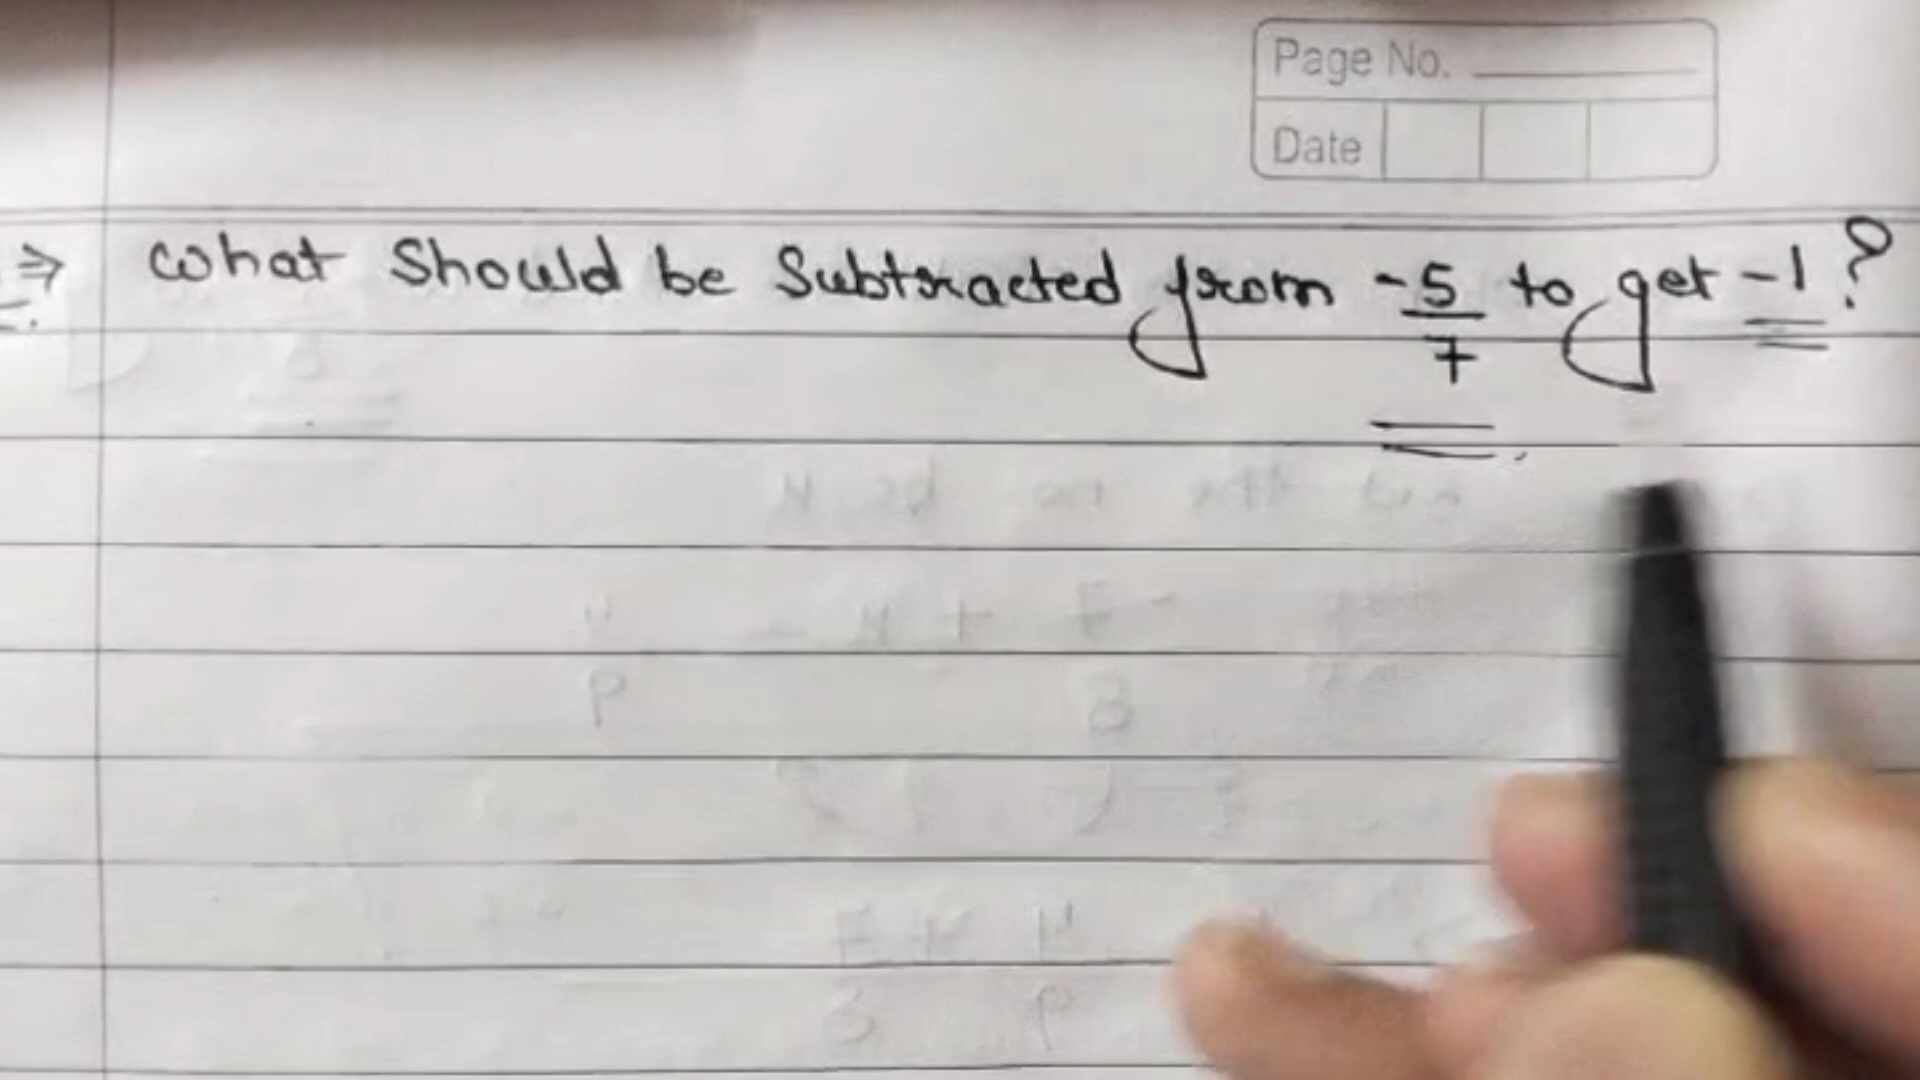 Page No.
Date
⇒ What Should be Subtracted from -5/7 to get -1?